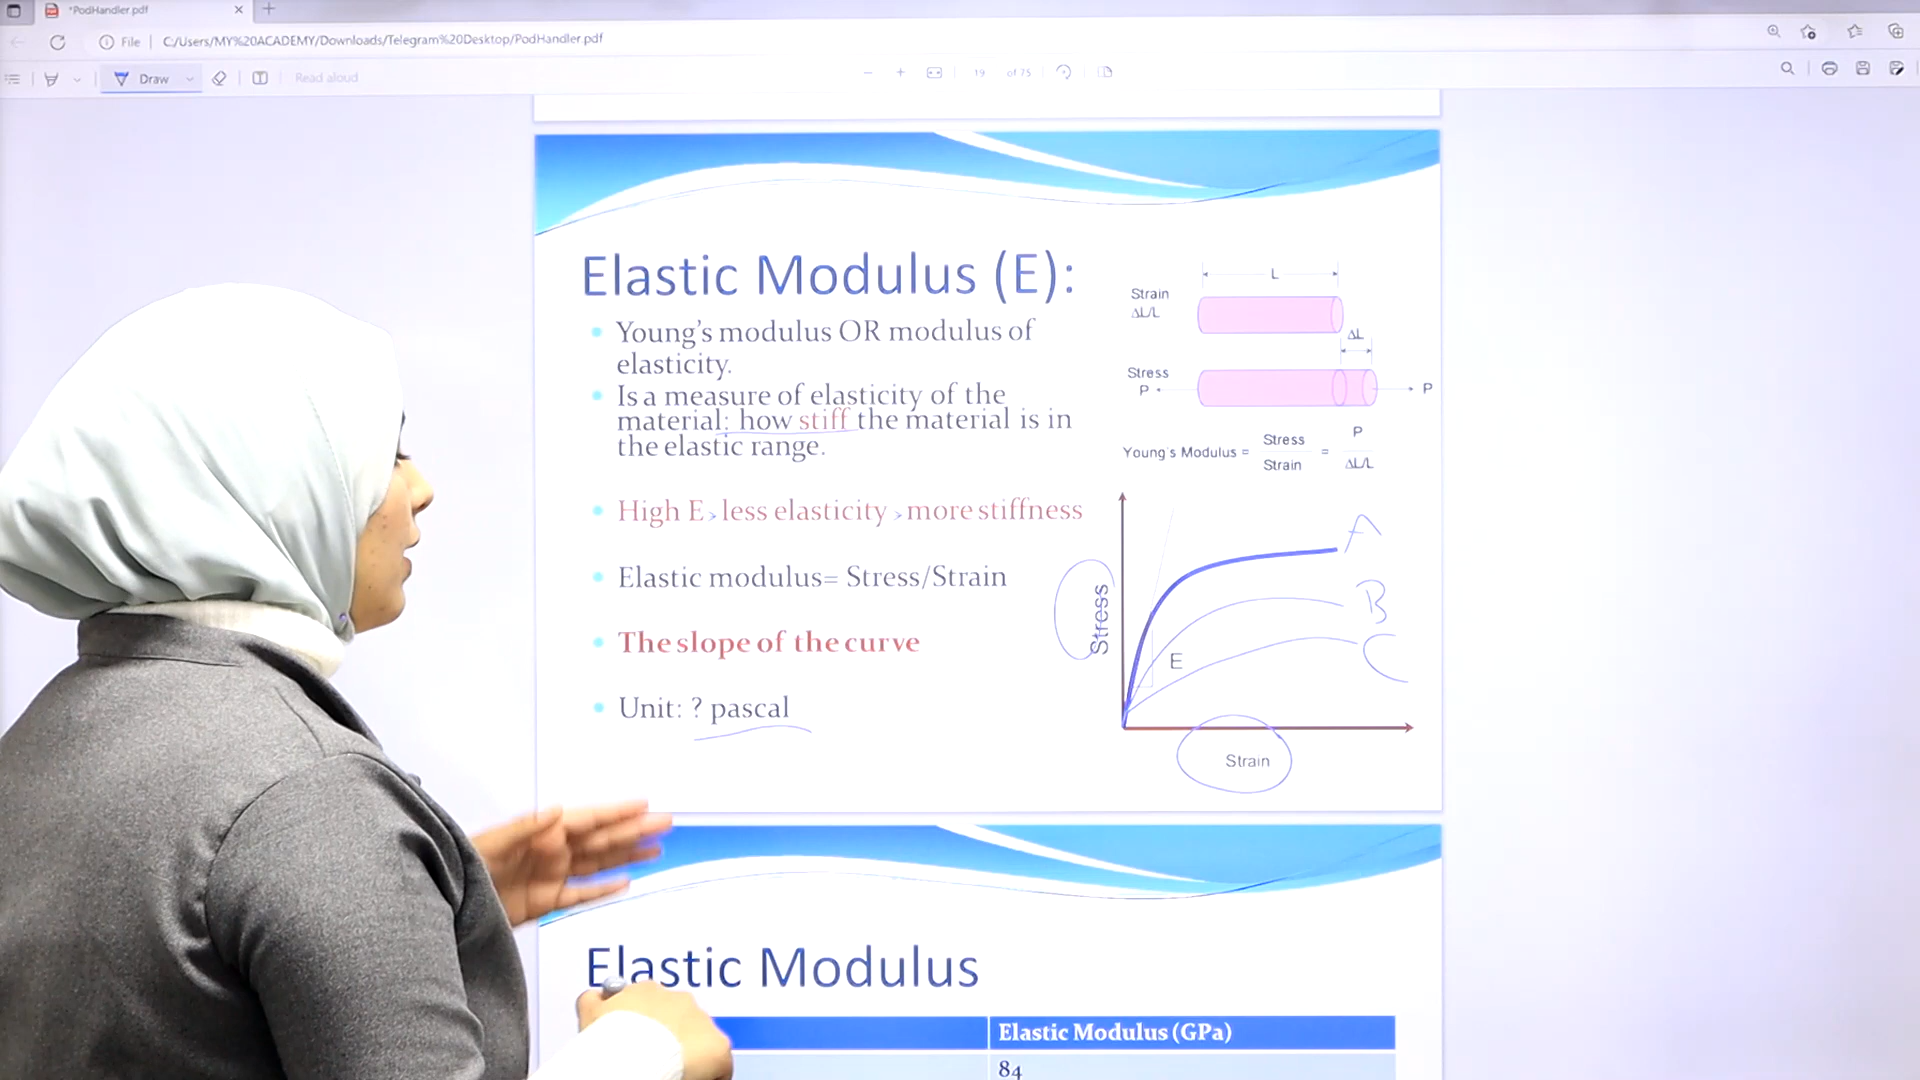 *PodHandler.pdf
File
C:/Users/MY%20ACADEMY/Downloads/Telegram%20Desktop/PodHandler.pdf
Draw
Read aloud
19 of 75
Elastic Modulus (E):
Young's modulus OR modulus of
elasticity.
Is a measure of elasticity of the
material: how stiff the material is in
the elastic range.
High E > less elasticity > more stiffness
Elastic modulus= Stress/Strain
The slope of the curve
Unit: ? pascal
L
Strain
ΔL/L
ΔL
Stress
P
P
Young's Modulus = Stress / Strain = P / ΔL/L
A
B
C
E
Stress
Strain
Elastic Modulus
Elastic Modulus (GPa)
84